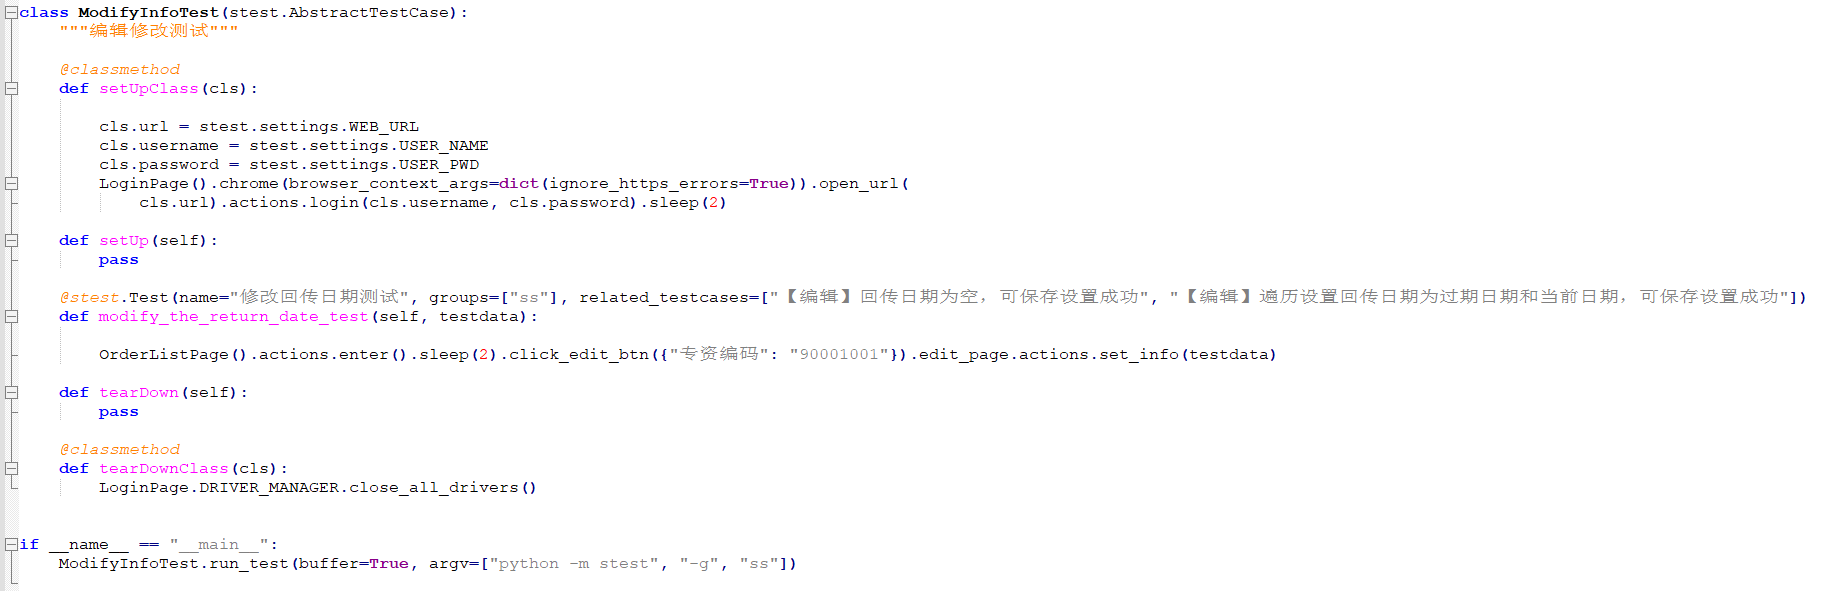 class ModifyInfoTest(stest.AbstractTestCase):
"""编辑修改测试"""
@classmethod
def setUpClass(cls):
cls.url = stest.settings.WEB_URL
cls.username = stest.settings.USER_NAME
cls.password = stest.settings.USER_PWD
LoginPage().chrome(browser_context_args=dict(ignore_https_errors=True)).open_url(
cls.url).actions.login(cls.username, cls.password).sleep(2)
def setUp(self):
pass
@stest.Test(name="修改回传日期测试", groups=["ss"], related_testcases=["【编辑】回传日期为空，可保存设置成功", "【编辑】遍历设置回传日期为过期日期和当前日期，可保存设置成功"])
def modify_the_return_date_test(self, testdata):
OrderListPage().actions.enter().sleep(2).click_edit_btn({"专资编码": "90001001"}).edit_page.actions.set_info(testdata)
def tearDown(self):
pass
@classmethod
def tearDownClass(cls):
LoginPage.DRIVER_MANAGER.close_all_drivers()
if __name__ == "__main__":
ModifyInfoTest.run_test(buffer=True, argv=["python -m stest", "-g", "ss"])